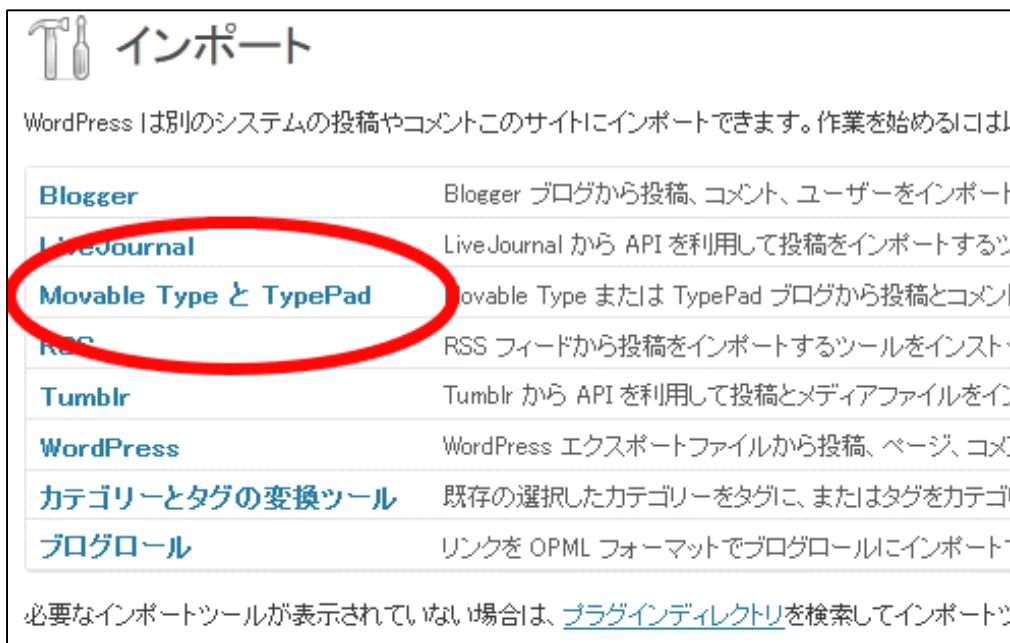 インポート
WordPress は別のシステムの投稿やコメントこのサイトにインポートできます。作業を始めるには
Blogger Blogger ブログから投稿、コメント、ユーザーをインポート
LiveJournal LiveJournal から API を利用して投稿をインポートするツ
Movable Type と TypePad Movable Type または TypePad ブログから投稿とコメント
RSS RSS フィードから投稿をインポートするツールをインスト
Tumblr Tumblr から API を利用して投稿とメディアファイルをイン
WordPress WordPress エクスポートファイルから投稿、ページ、コメ
カテゴリーとタグの変換ツール 既存の選択したカテゴリーをタグに、またはタグをカテゴ
ブログロール リンクを OPML フォーマットでブログロールにインポート
必要なインポートツールが表示されていない場合は、プラグインディレクトリを検索してインポートツ